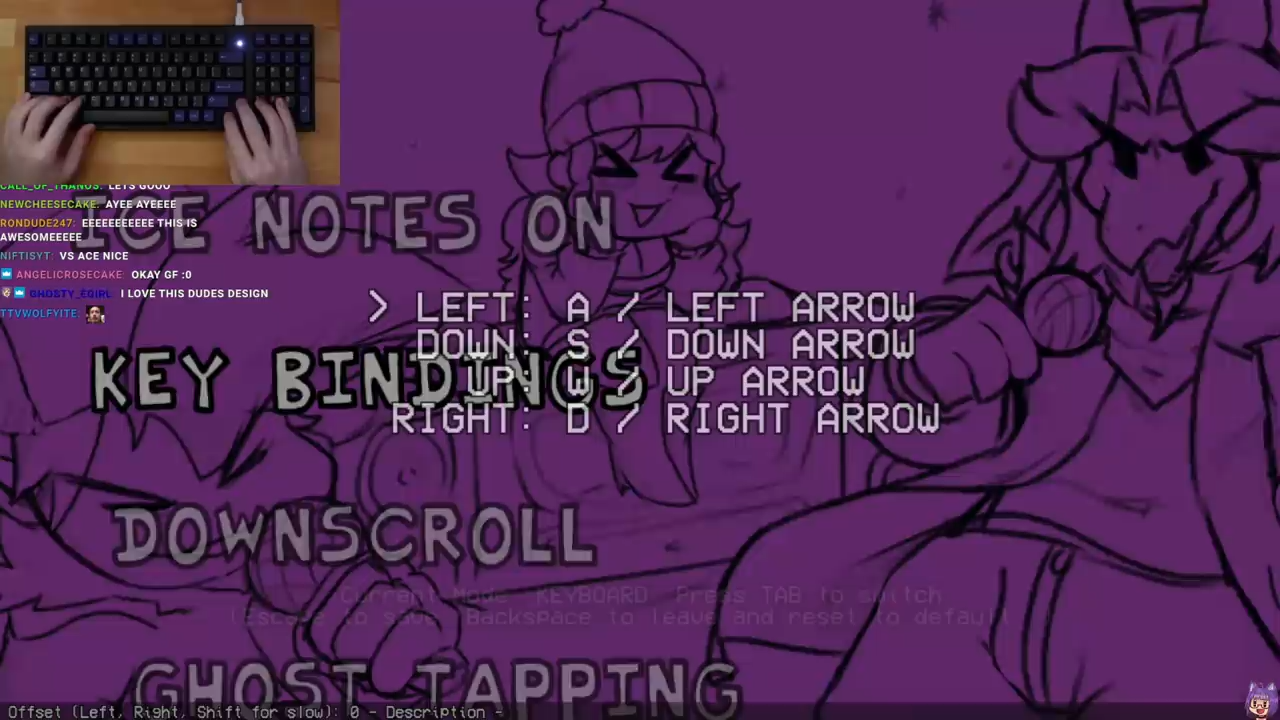 CALL_OF_THANOS: LETS GOOO
NEWCHEESECAKE: AYEE AYEEEE
RONDUDE247: EEEEEEEEEEE THIS IS
AWESOMEEEEE
NIFTISYT: VS ACE NICE
ANGELICROSECAKE: OKAY GF :0
GHOSTY_EGIRL: I LOVE THIS DUDES DESIGN
TTVWOLFYITE:
ICE NOTES ON
> LEFT: A / LEFT ARROW
DOWN: S / DOWN ARROW
KEY BINDINGS
UP: W / UP ARROW
RIGHT: D / RIGHT ARROW
DOWNSCROLL
Current Mode: KEYBOARD. Press TAB to switch
(Escape to save, Backspace to leave and reset to default)
GHOST TAPPING
Offset (Left, Right, Shift for slow): 0 - Description -